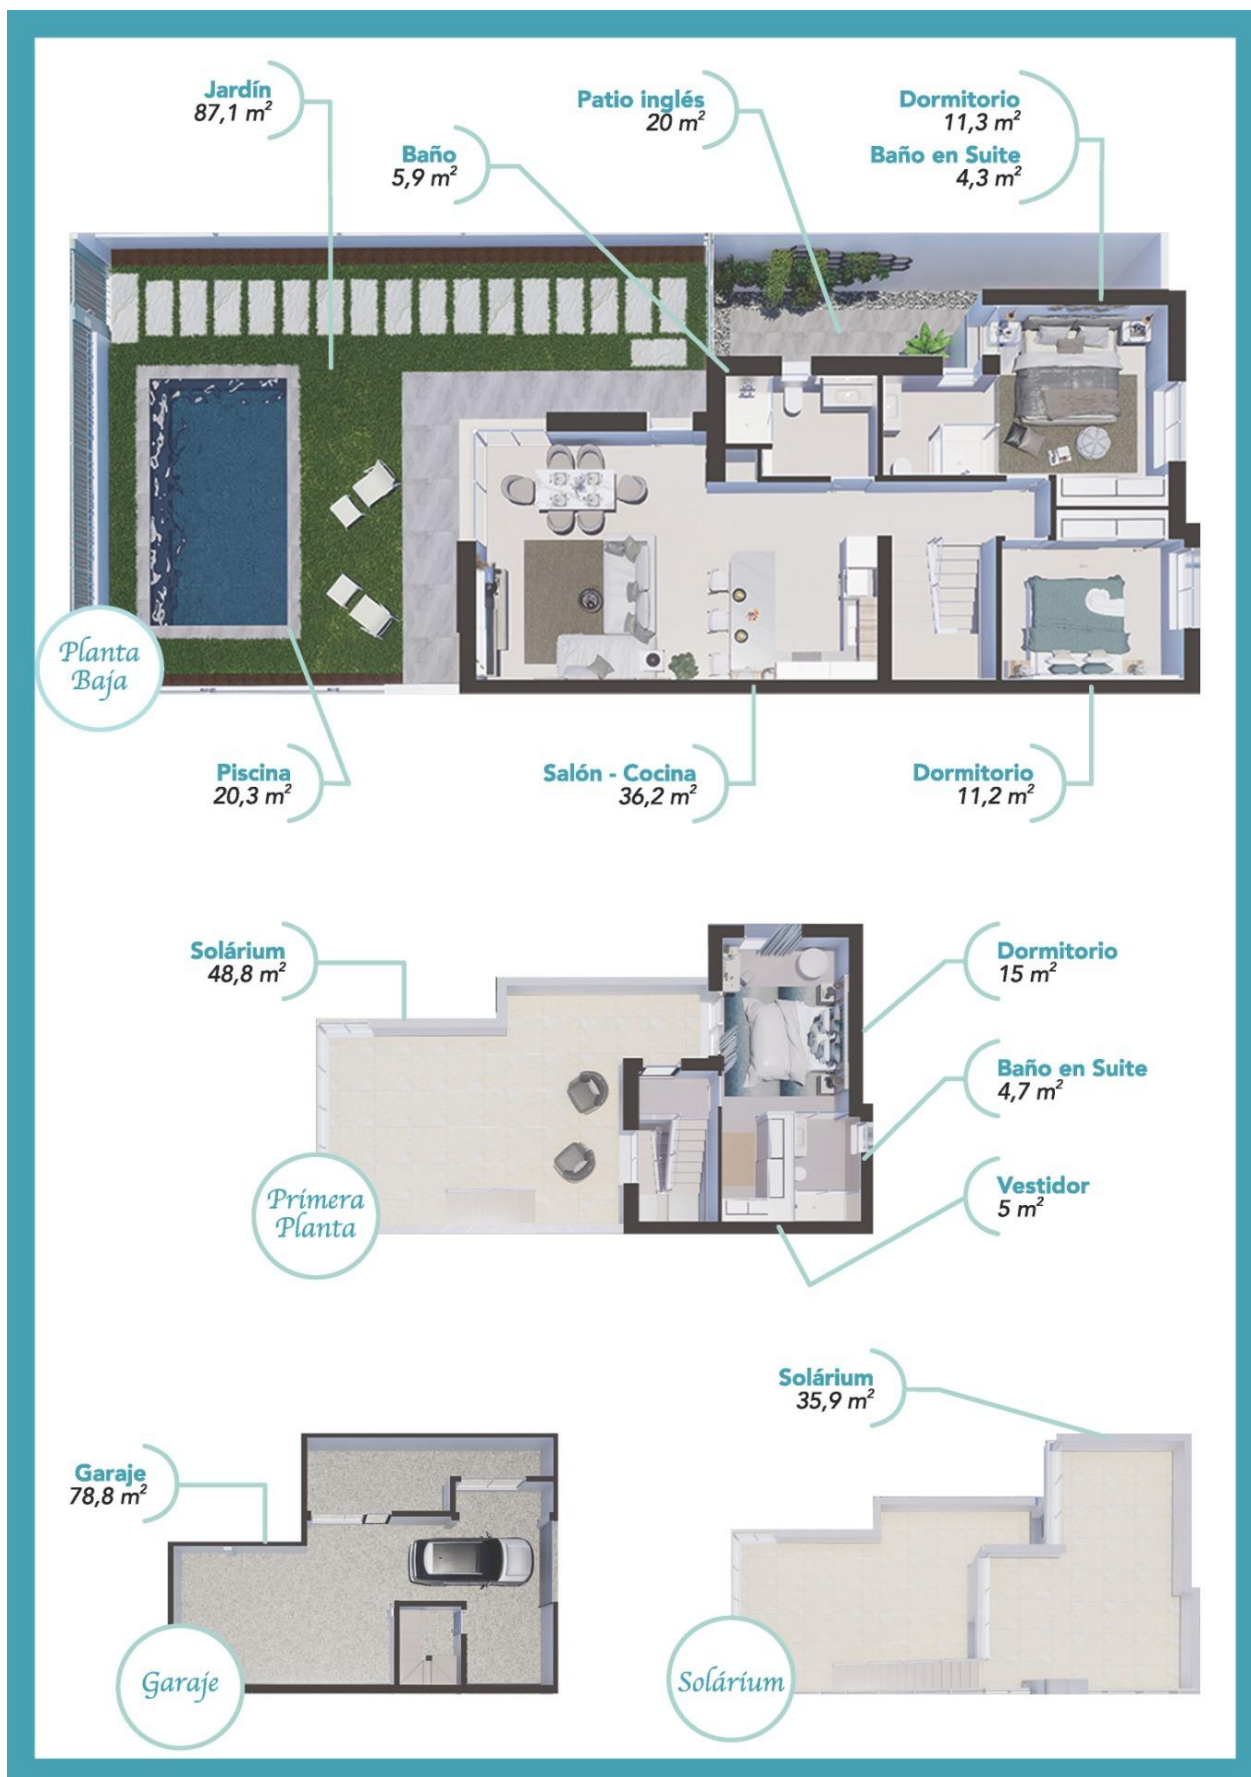 Jardín
87,1 m²
Patio inglés
20 m²
Dormitorio
11,3 m²
Baño en Suite
4,3 m²
Baño
5,9 m²
Planta
Baja
Piscina
20,3 m²
Salón - Cocina
36,2 m²
Dormitorio
11,2 m²
Solárium
48,8 m²
Dormitorio
15 m²
Baño en Suite
4,7 m²
Vestidor
5 m²
Primera
Planta
Solárium
35,9 m²
Garaje
78,8 m²
Garaje
Solárium